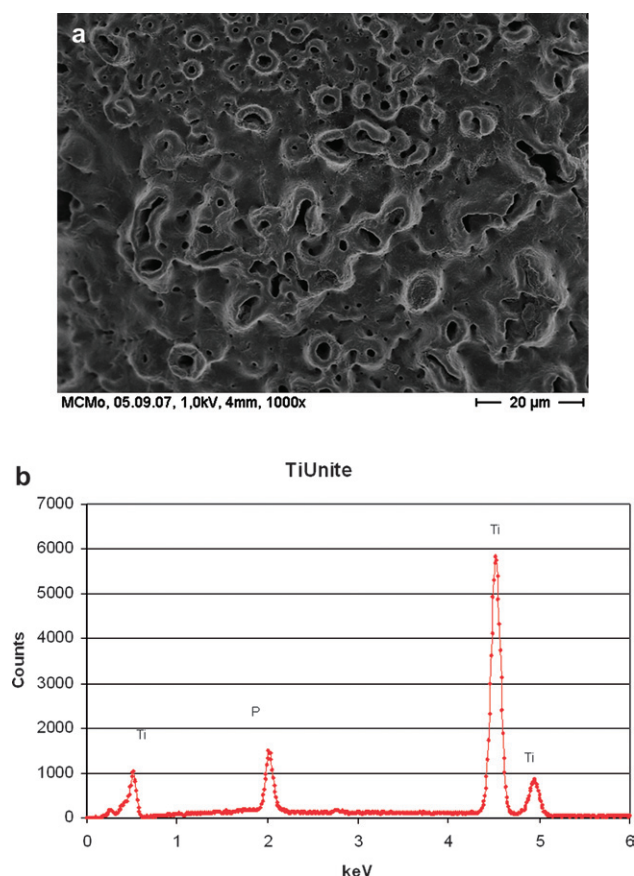 a
MCMo, 05.09.07, 1,0kV, 4mm, 1000x 20 µm
b
TiUnite
7000
6000
5000
4000
3000
2000
1000
0
Counts
Ti
P
Ti
Ti
0 1 2 3 4 5 6
keV